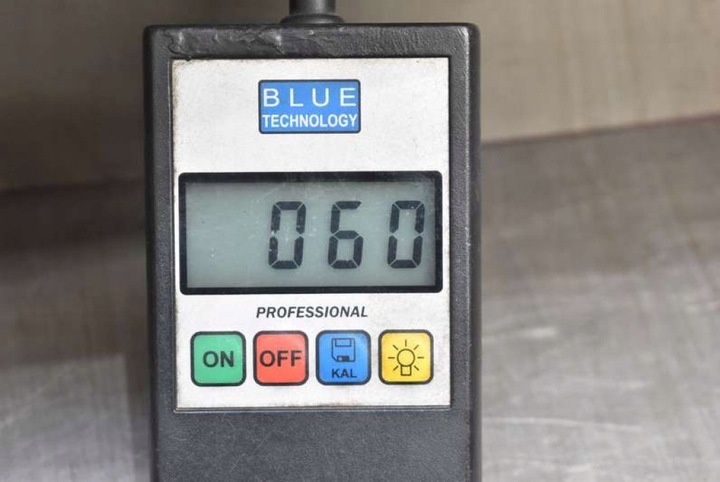 BLUE
TECHNOLOGY
060
PROFESSIONAL
ON OFF KAL